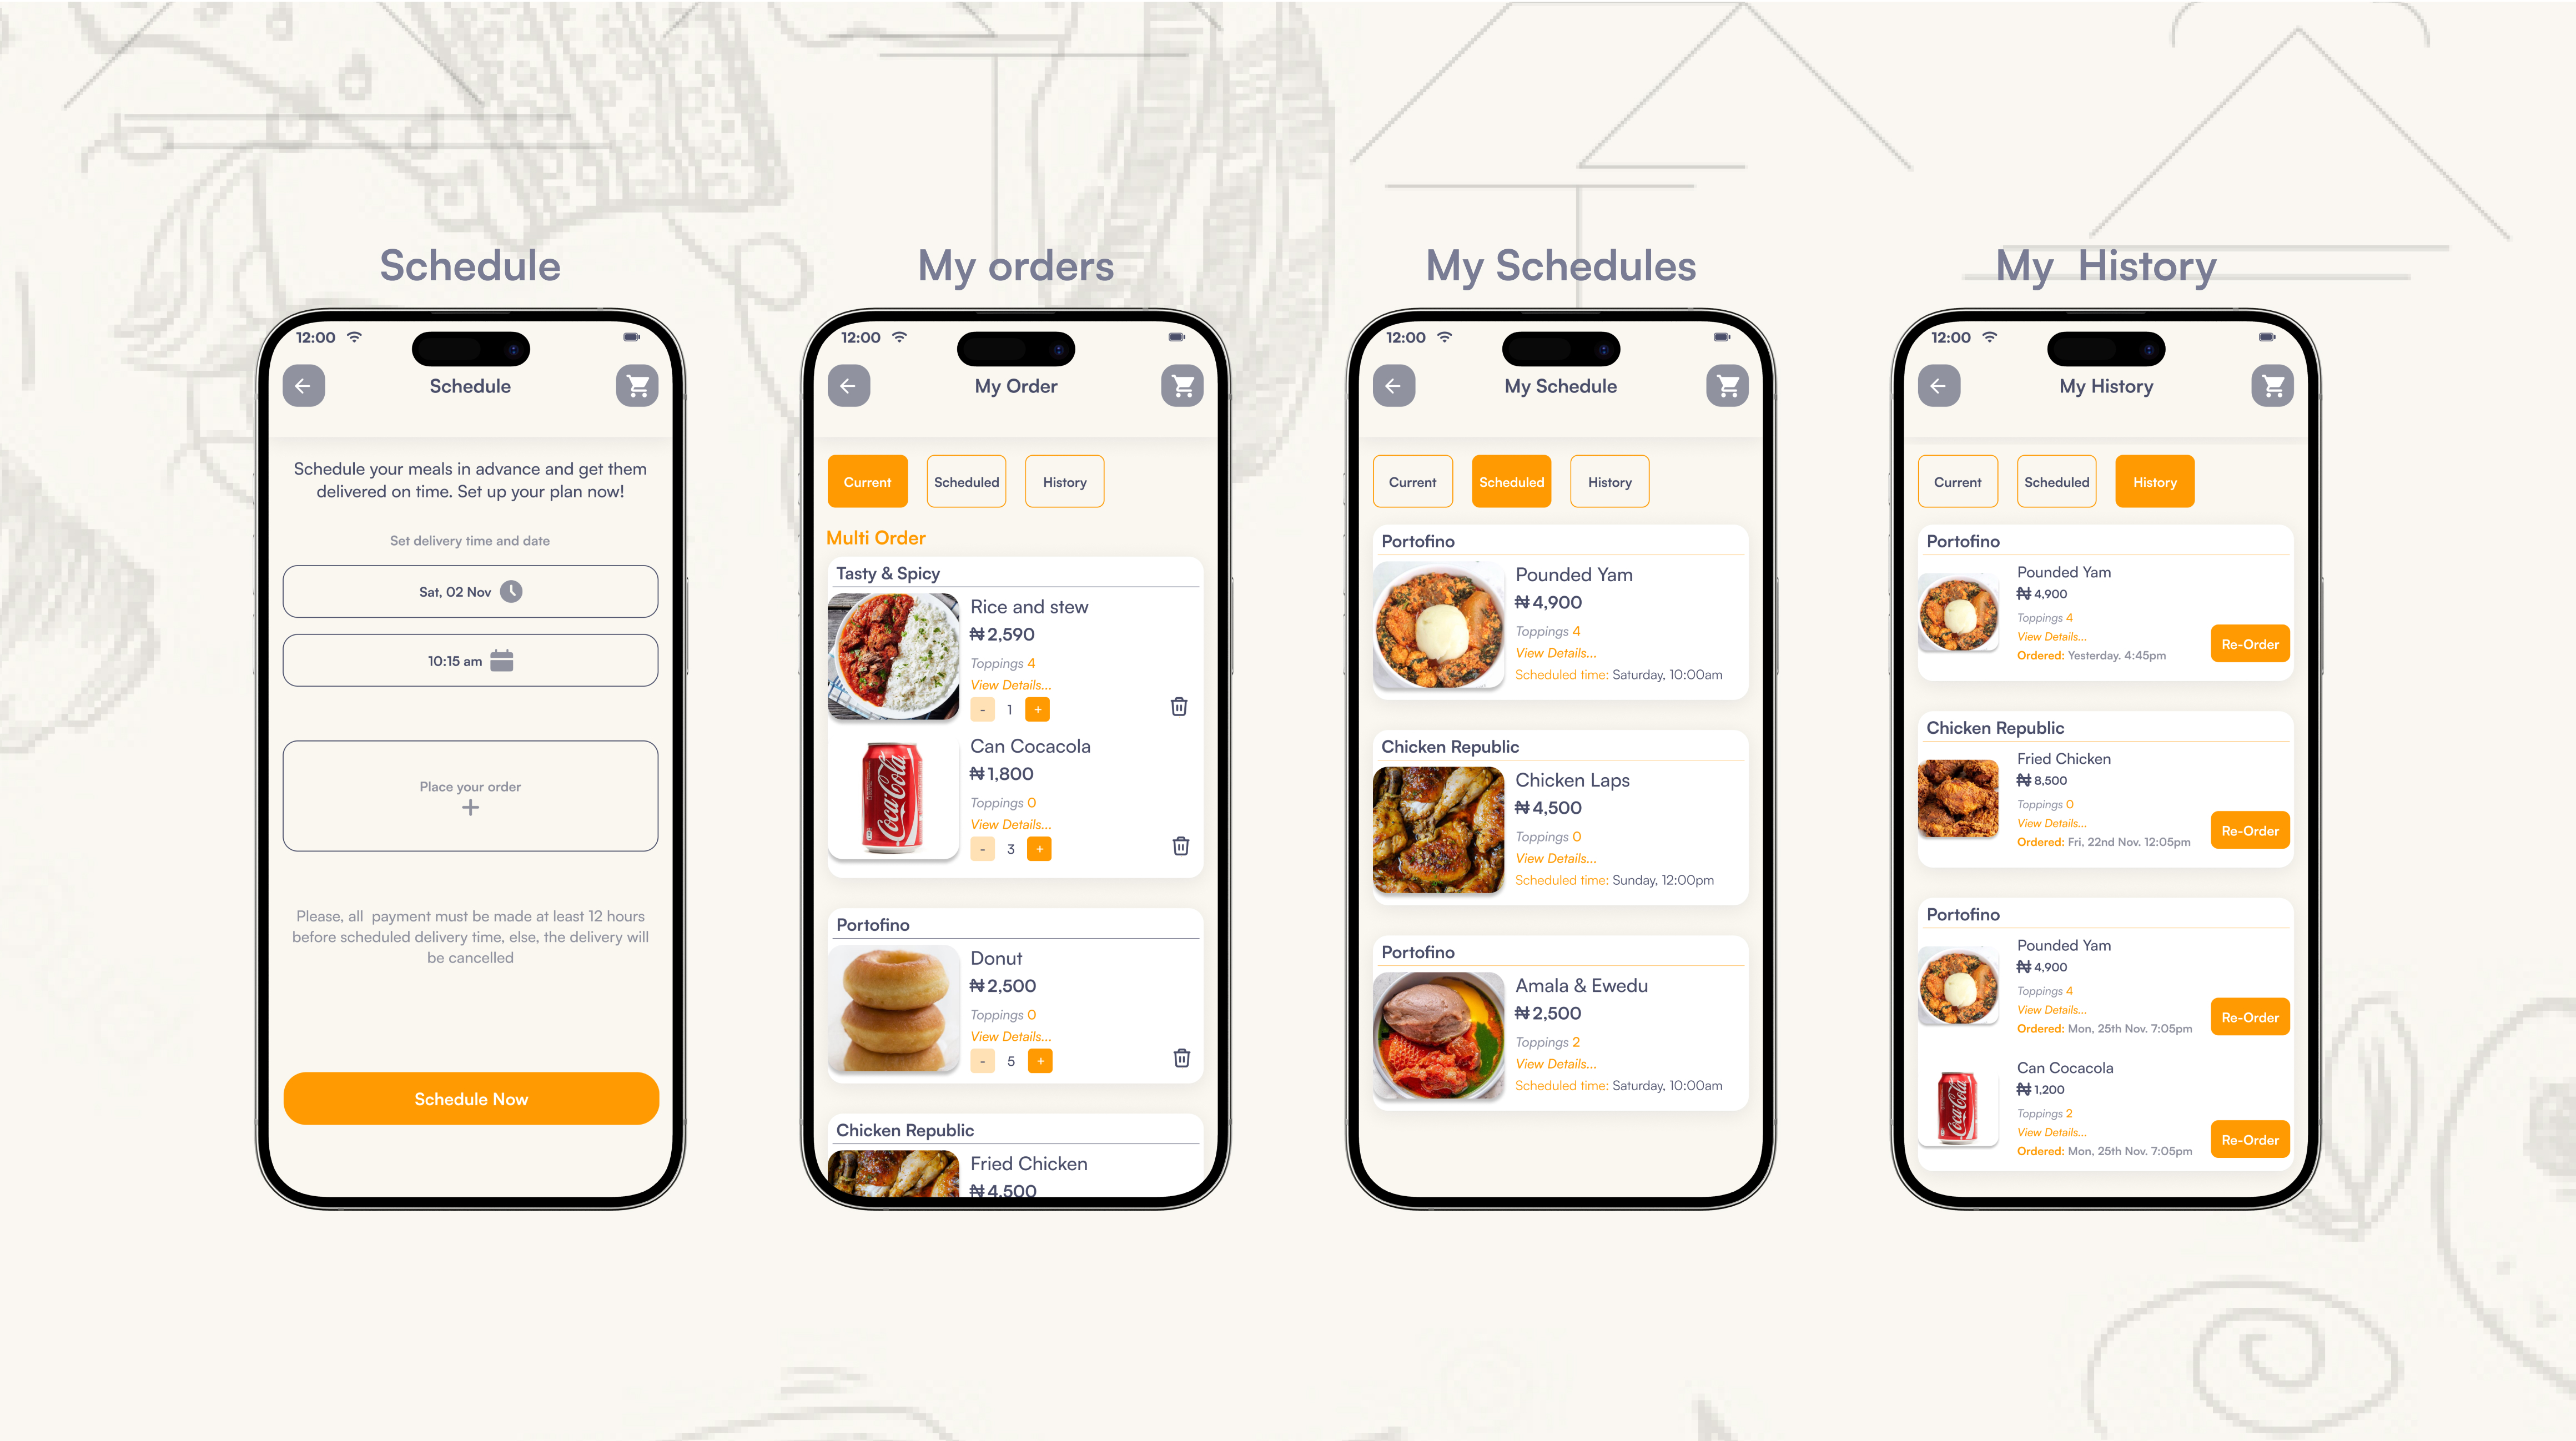 Schedule
12:00
Schedule
Schedule your meals in advance and get them
delivered on time. Set up your plan now!
Set delivery time and date
Sat, 02 Nov
10:15 am
Place your order
+
Please, all  payment must be made at least 12 hours
before scheduled delivery time, else, the delivery will
be cancelled
Schedule Now
My orders
12:00
My Order
Current
Scheduled
History
Multi Order
Tasty & Spicy
Rice and stew
₦2,590
Toppings 4
View Details...
- 1 +
Can Cocacola
₦1,800
Coca-Cola
Toppings 0
View Details...
- 3 +
Portofino
Donut
₦2,500
Toppings 0
View Details...
- 5 +
Chicken Republic
Fried Chicken
₦4,500
My Schedules
12:00
My Schedule
Current
Scheduled
History
Portofino
Pounded Yam
₦4,900
Toppings 4
View Details...
Scheduled time: Saturday, 10:00am
Chicken Republic
Chicken Laps
₦4,500
Toppings 0
View Details...
Scheduled time: Sunday, 12:00pm
Portofino
Amala & Ewedu
₦2,500
Toppings 2
View Details...
Scheduled time: Saturday, 10:00am
My  History
12:00
My History
Current
Scheduled
History
Portofino
Pounded Yam
₦4,900
Toppings 4
View Details...
Ordered: Yesterday. 4:45pm
Re-Order
Chicken Republic
Fried Chicken
₦8,500
Toppings 0
View Details...
Ordered: Fri, 22nd Nov. 12:05pm
Re-Order
Portofino
Pounded Yam
₦4,900
Toppings 4
View Details...
Ordered: Mon, 25th Nov. 7:05pm
Re-Order
Can Cocacola
₦1,200
Coca-Cola
Toppings 2
View Details...
Ordered: Mon, 25th Nov. 7:05pm
Re-Order